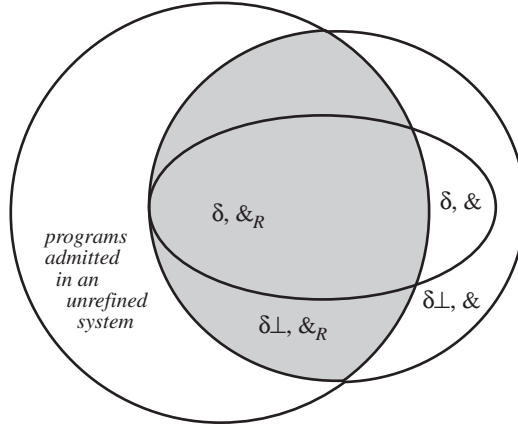 δ, &
δ, &R
programs
admitted
in an
unrefined
system
δ⊥, &
δ⊥, &R